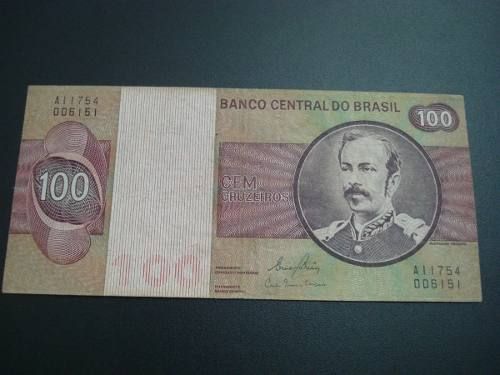 A11754
006151
BANCO CENTRAL DO BRASIL
100
100
CEM
CRUZEIROS
100
A11754
006151